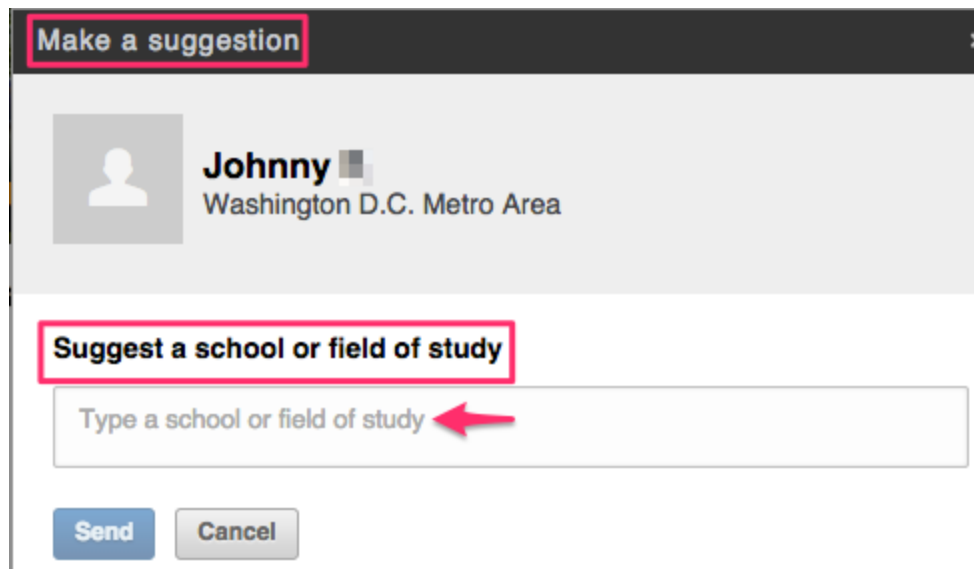 Make a suggestion
Johnny
Washington D.C. Metro Area
Suggest a school or field of study
Type a school or field of study
Send
Cancel